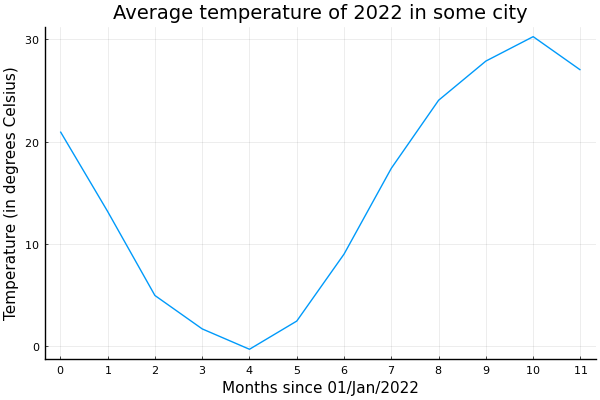 Average temperature of 2022 in some city
Temperature (in degrees Celsius)
30
20
10
0
0 1 2 3 4 5 6 7 8 9 10 11
Months since 01/Jan/2022